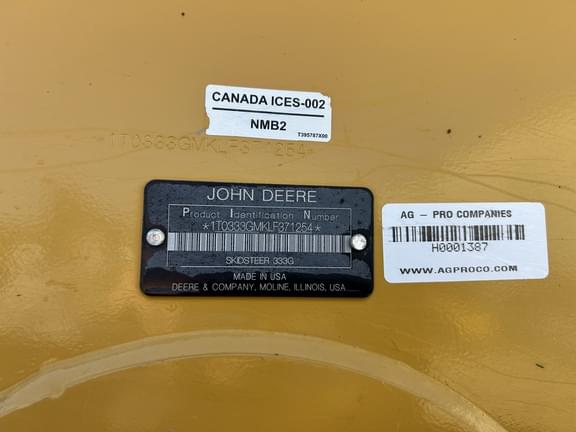 CANADA ICES-002
NMB2
T395787X00
1T0333GMKLF371254*
JOHN DEERE
Product Identification Number
*1T0333GMKLF371254*
SKIDSTEER 333G
MADE IN USA
DEERE & COMPANY, MOLINE, ILLINOIS, USA
AG - PRO COMPANIES
H0001387
WWW.AGPROCO.COM